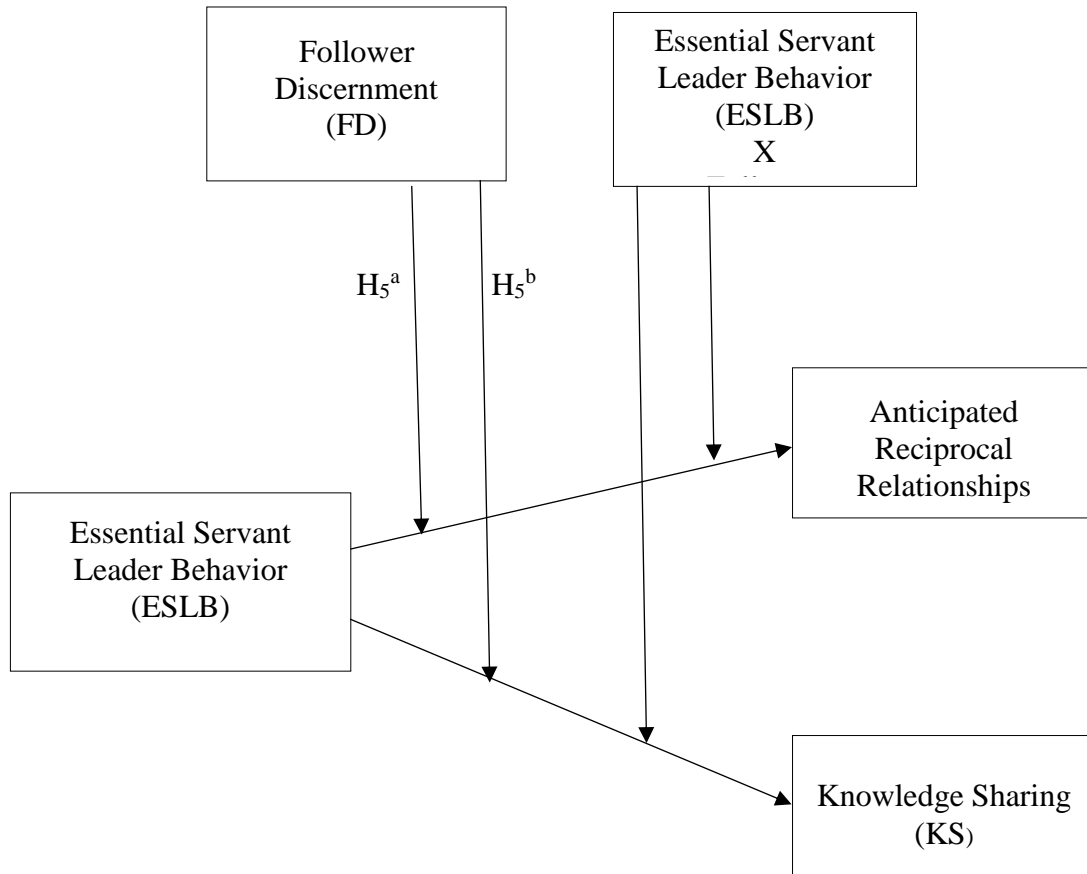 Follower
Discernment
(FD)
Essential Servant
Leader Behavior
(ESLB)
X
H₅ᵃ
H₅ᵇ
Anticipated
Reciprocal
Relationships
Essential Servant
Leader Behavior
(ESLB)
Knowledge Sharing
(KS)